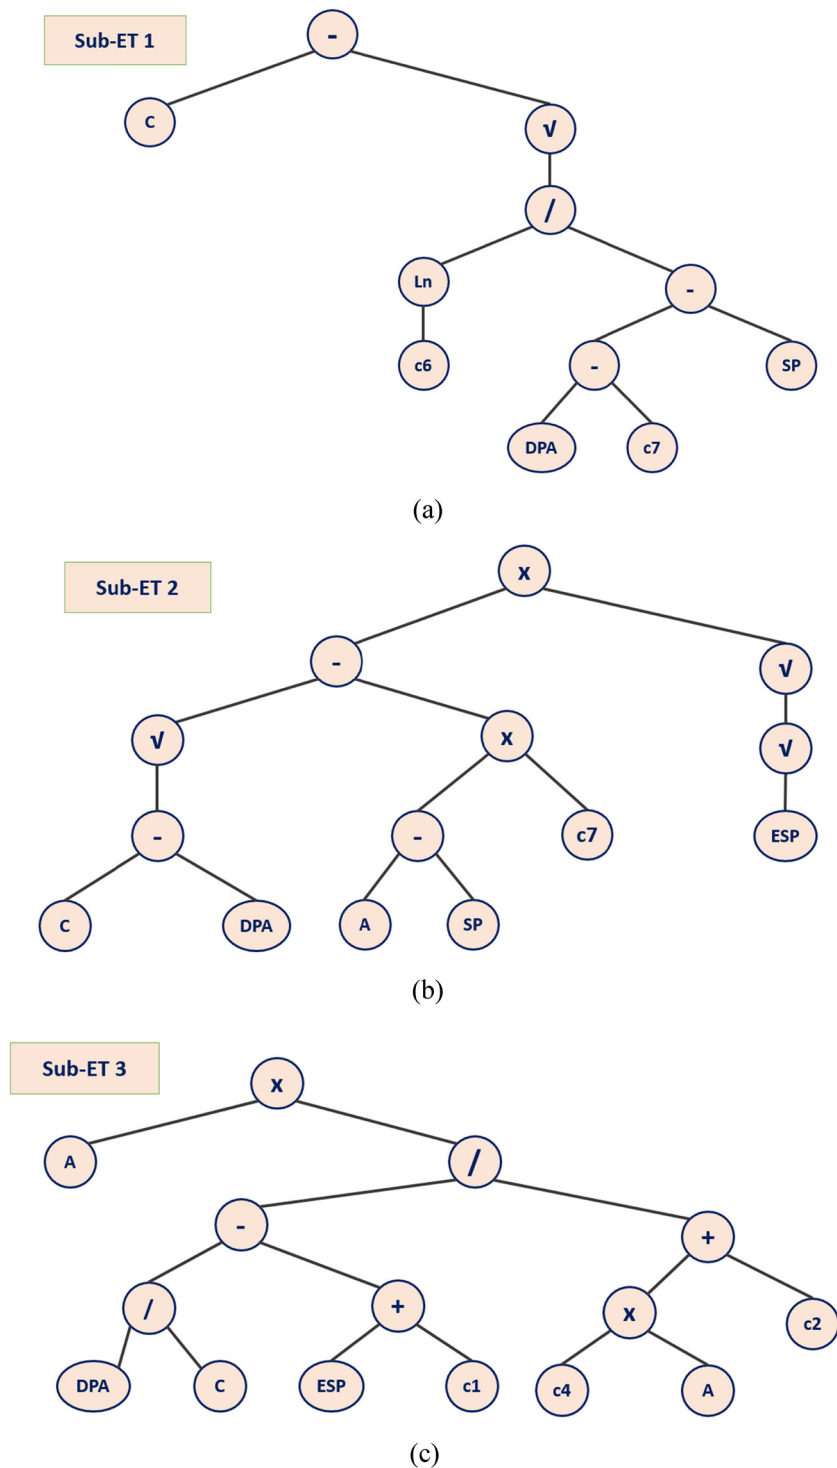 Sub-ET 1
-
C
√
/
Ln
-
c6
-
SP
DPA
c7
(a)
Sub-ET 2
x
-
√
√
x
√
-
-
c7
ESP
C
DPA
A
SP
(b)
Sub-ET 3
x
A
/
-
+
/
+
x
c2
DPA
C
ESP
c1
c4
A
(c)